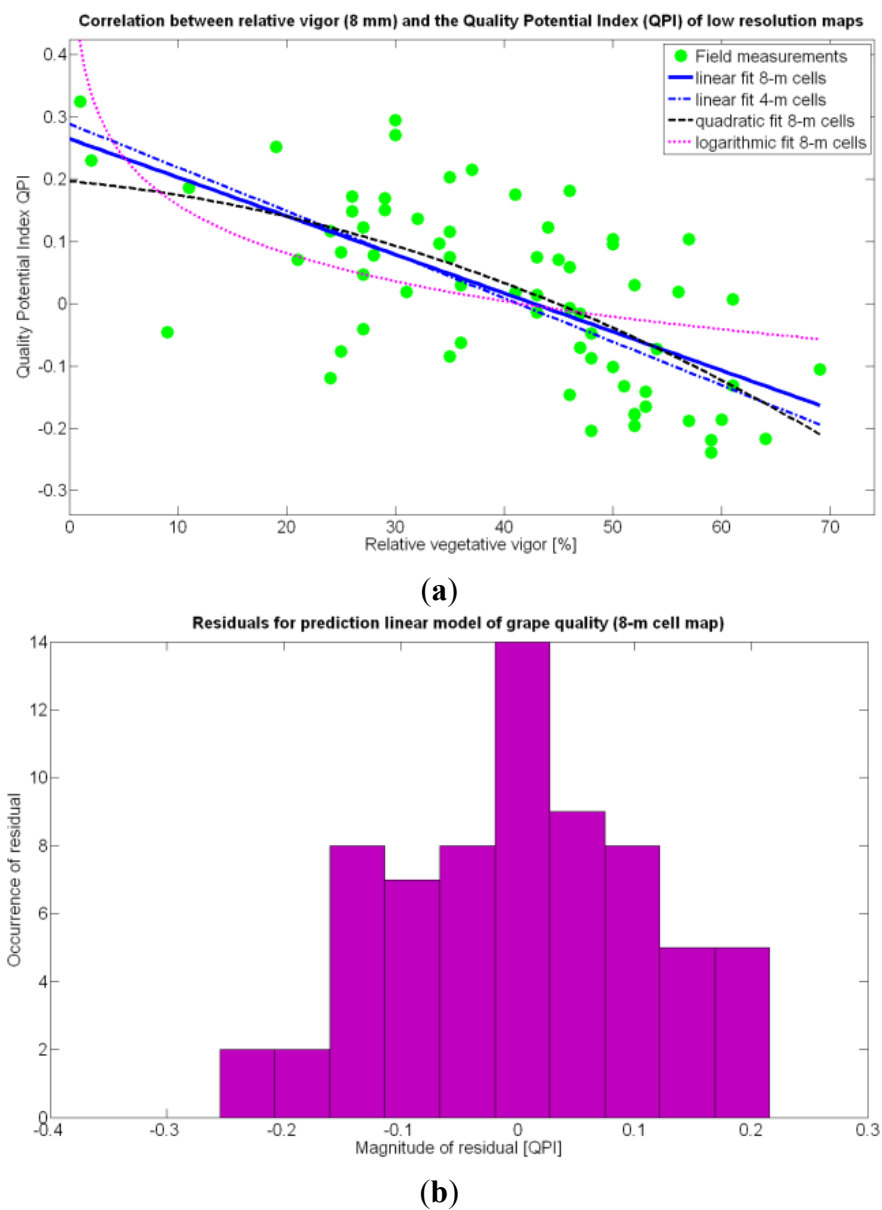 Correlation between relative vigor (8 mm) and the Quality Potential Index (QPI) of low resolution maps
0.4
0.3
0.2
0.1
0
-0.1
-0.2
-0.3
Quality Potential Index QPI
Field measurements
linear fit 8-m cells
linear fit 4-m cells
quadratic fit 8-m cells
logarithmic fit 8-m cells
0 10 20 30 40 50 60 70
Relative vegetative vigor [%]
(a)
Residuals for prediction linear model of grape quality (8-m cell map)
14
12
10
8
6
4
2
0
Occurrence of residual
-0.4 -0.3 -0.2 -0.1 0 0.1 0.2 0.3
Magnitude of residual [QPI]
(b)